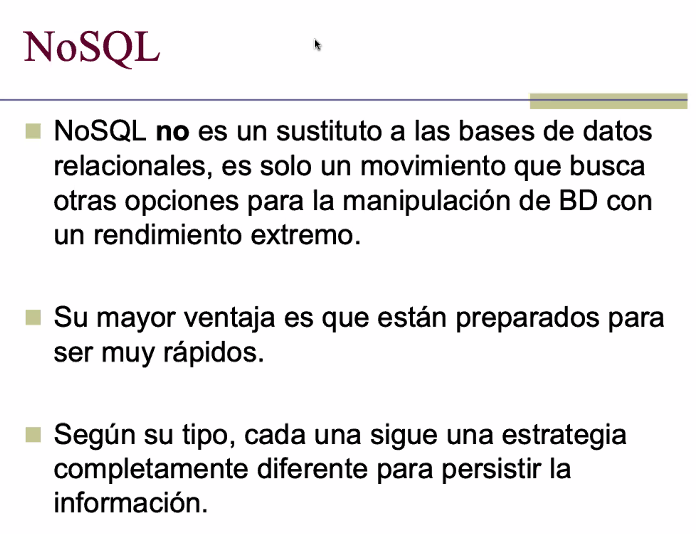 NoSQL
NoSQL no es un sustituto a las bases de datos
relacionales, es solo un movimiento que busca
otras opciones para la manipulación de BD con
un rendimiento extremo.
Su mayor ventaja es que están preparados para
ser muy rápidos.
Según su tipo, cada una sigue una estrategia
completamente diferente para persistir la
información.